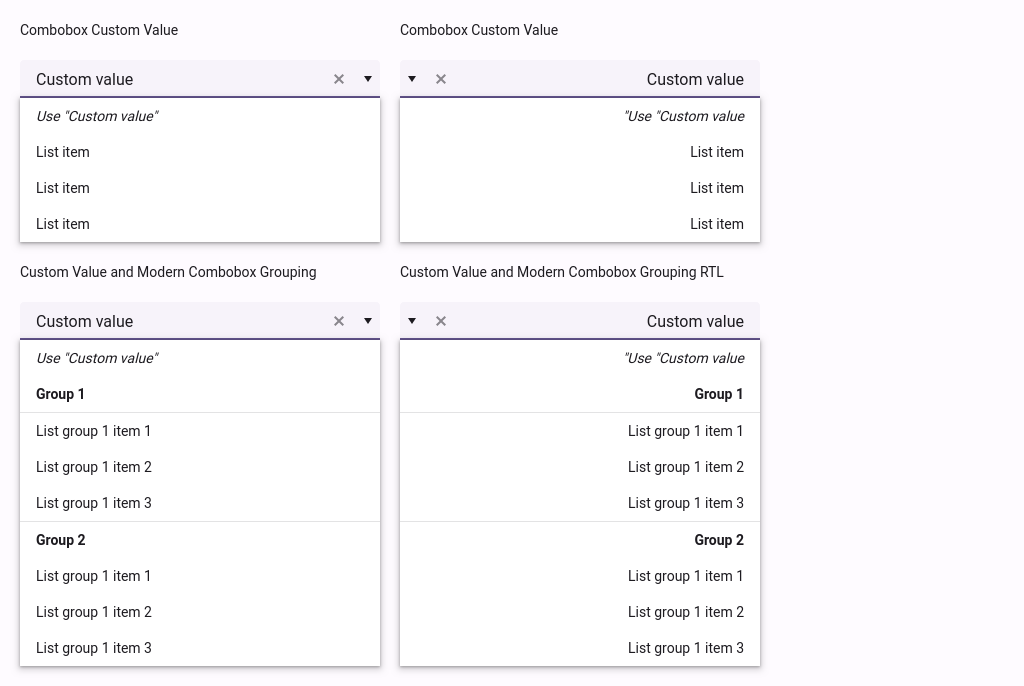 Combobox Custom Value
Custom value
Use "Custom value"
List item
List item
List item
Combobox Custom Value
Custom value
"Use "Custom value
List item
List item
List item
Custom Value and Modern Combobox Grouping
Custom value
Use "Custom value"
Group 1
List group 1 item 1
List group 1 item 2
List group 1 item 3
Group 2
List group 1 item 1
List group 1 item 2
List group 1 item 3
Custom Value and Modern Combobox Grouping RTL
Custom value
"Use "Custom value
Group 1
List group 1 item 1
List group 1 item 2
List group 1 item 3
Group 2
List group 1 item 1
List group 1 item 2
List group 1 item 3